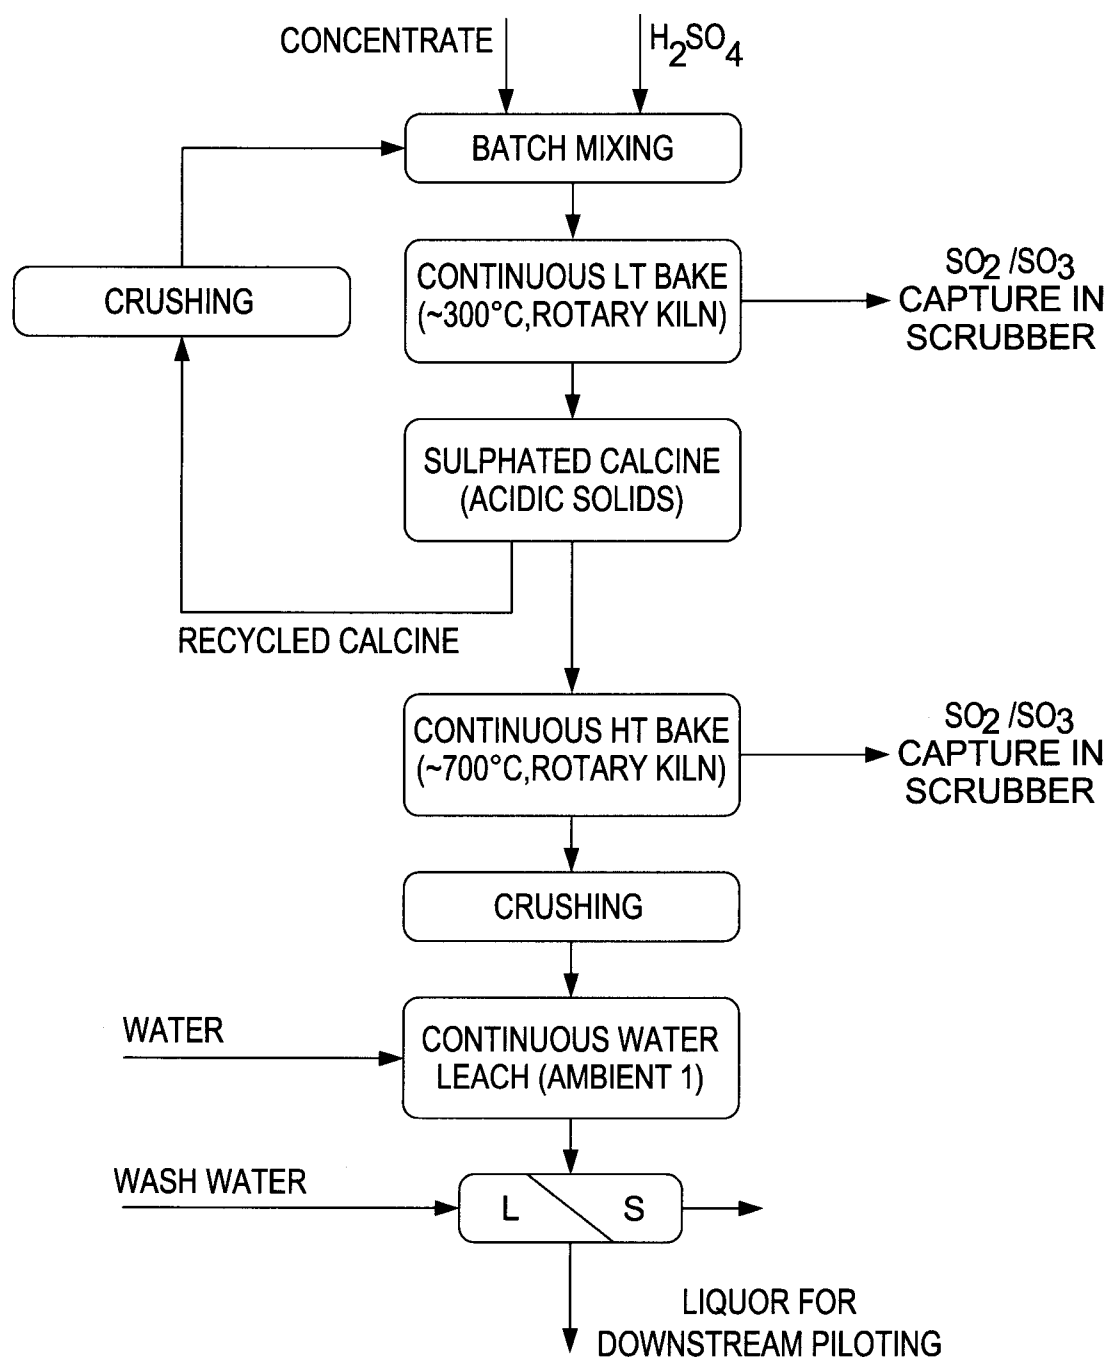 CONCENTRATE
H2SO4
BATCH MIXING
CRUSHING
CONTINUOUS LT BAKE
(~300°C,ROTARY KILN)
SO2 /SO3
CAPTURE IN
SCRUBBER
SULPHATED CALCINE
(ACIDIC SOLIDS)
RECYCLED CALCINE
CONTINUOUS HT BAKE
(~700°C,ROTARY KILN)
SO2 /SO3
CAPTURE IN
SCRUBBER
CRUSHING
WATER
CONTINUOUS WATER
LEACH (AMBIENT 1)
WASH WATER
L S
LIQUOR FOR
DOWNSTREAM PILOTING